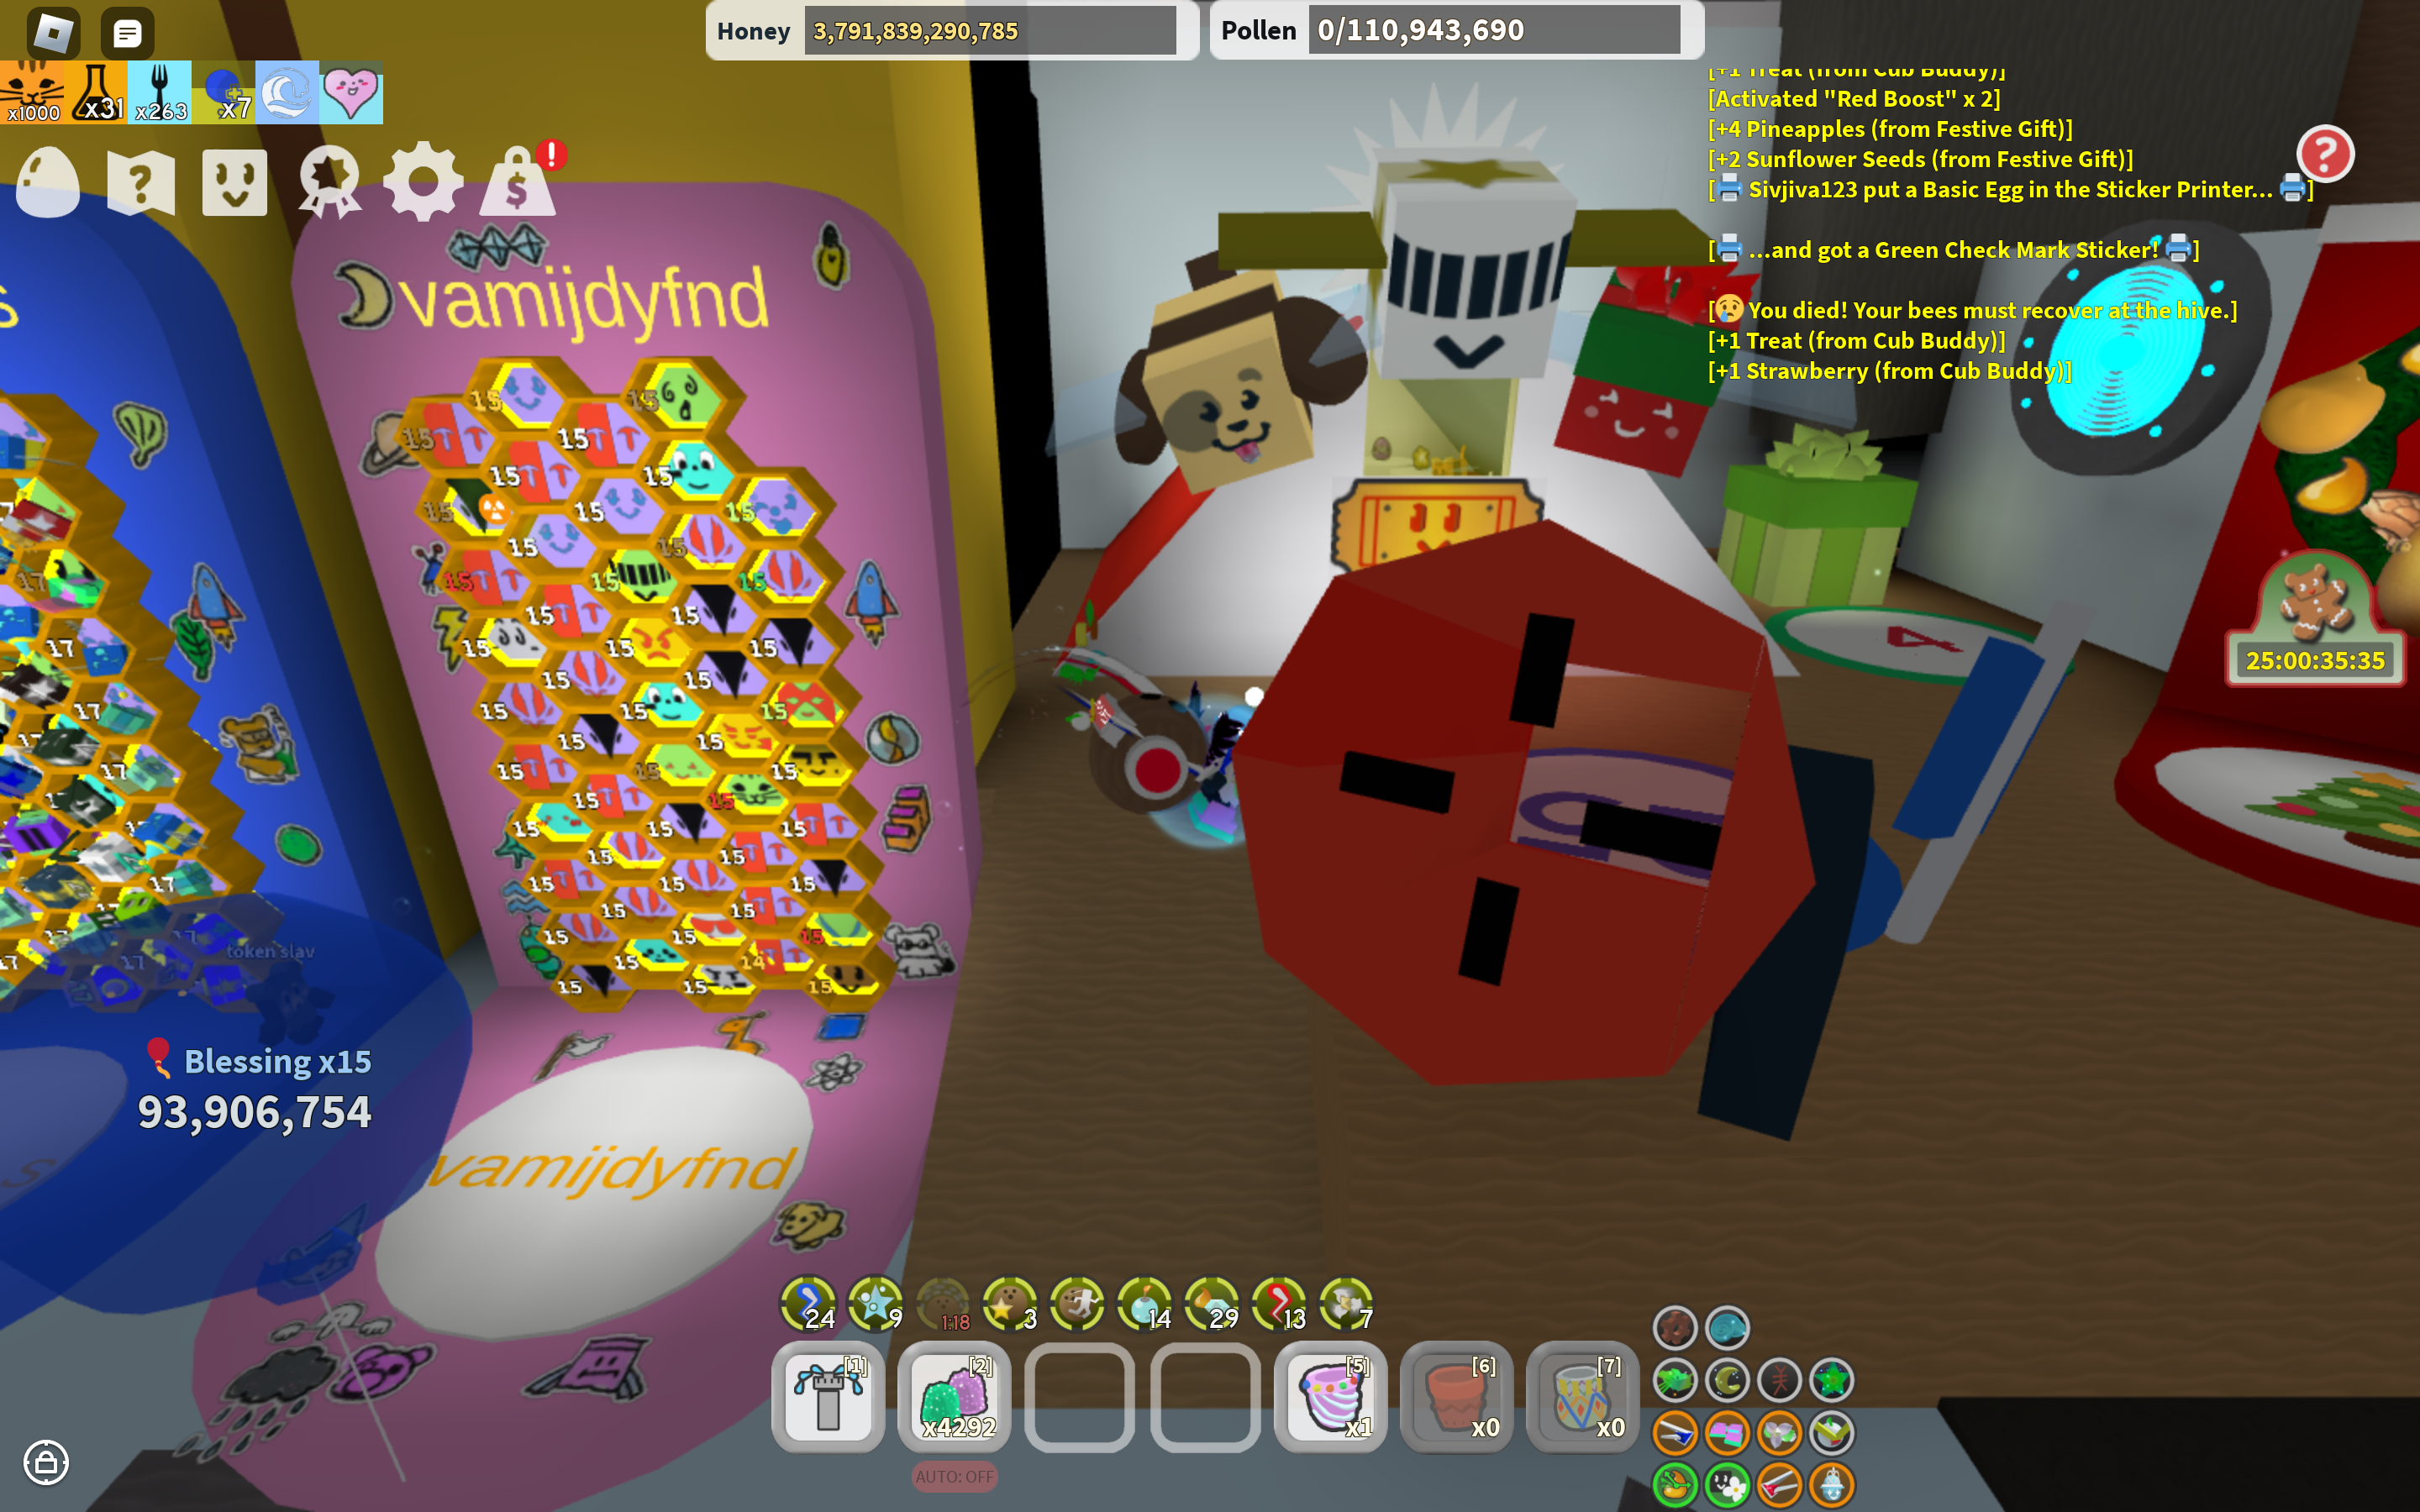 Honey 3,791,839,290,785
Pollen 0/110,943,690
x1000 x31 x263 x7
[+1 Treat (from Cub Buddy)]
[Activated "Red Boost" x 2]
[+4 Pineapples (from Festive Gift)]
[+2 Sunflower Seeds (from Festive Gift)]
[🖨️ Sivjiva123 put a Basic Egg in the Sticker Printer... 🖨️]
[🖨️ ...and got a Green Check Mark Sticker! 🖨️]
[😢 You died! Your bees must recover at the hive.]
[+1 Treat (from Cub Buddy)]
[+1 Strawberry (from Cub Buddy)]
vamijdyfnd
25:00:35:35
token slav
Blessing x15
93,906,754
vamijdyfnd
24 9 1:18 3 14 29 13 7
[1] [2] [5] [6] [7]
x4292 x1 x0 x0
AUTO: OFF